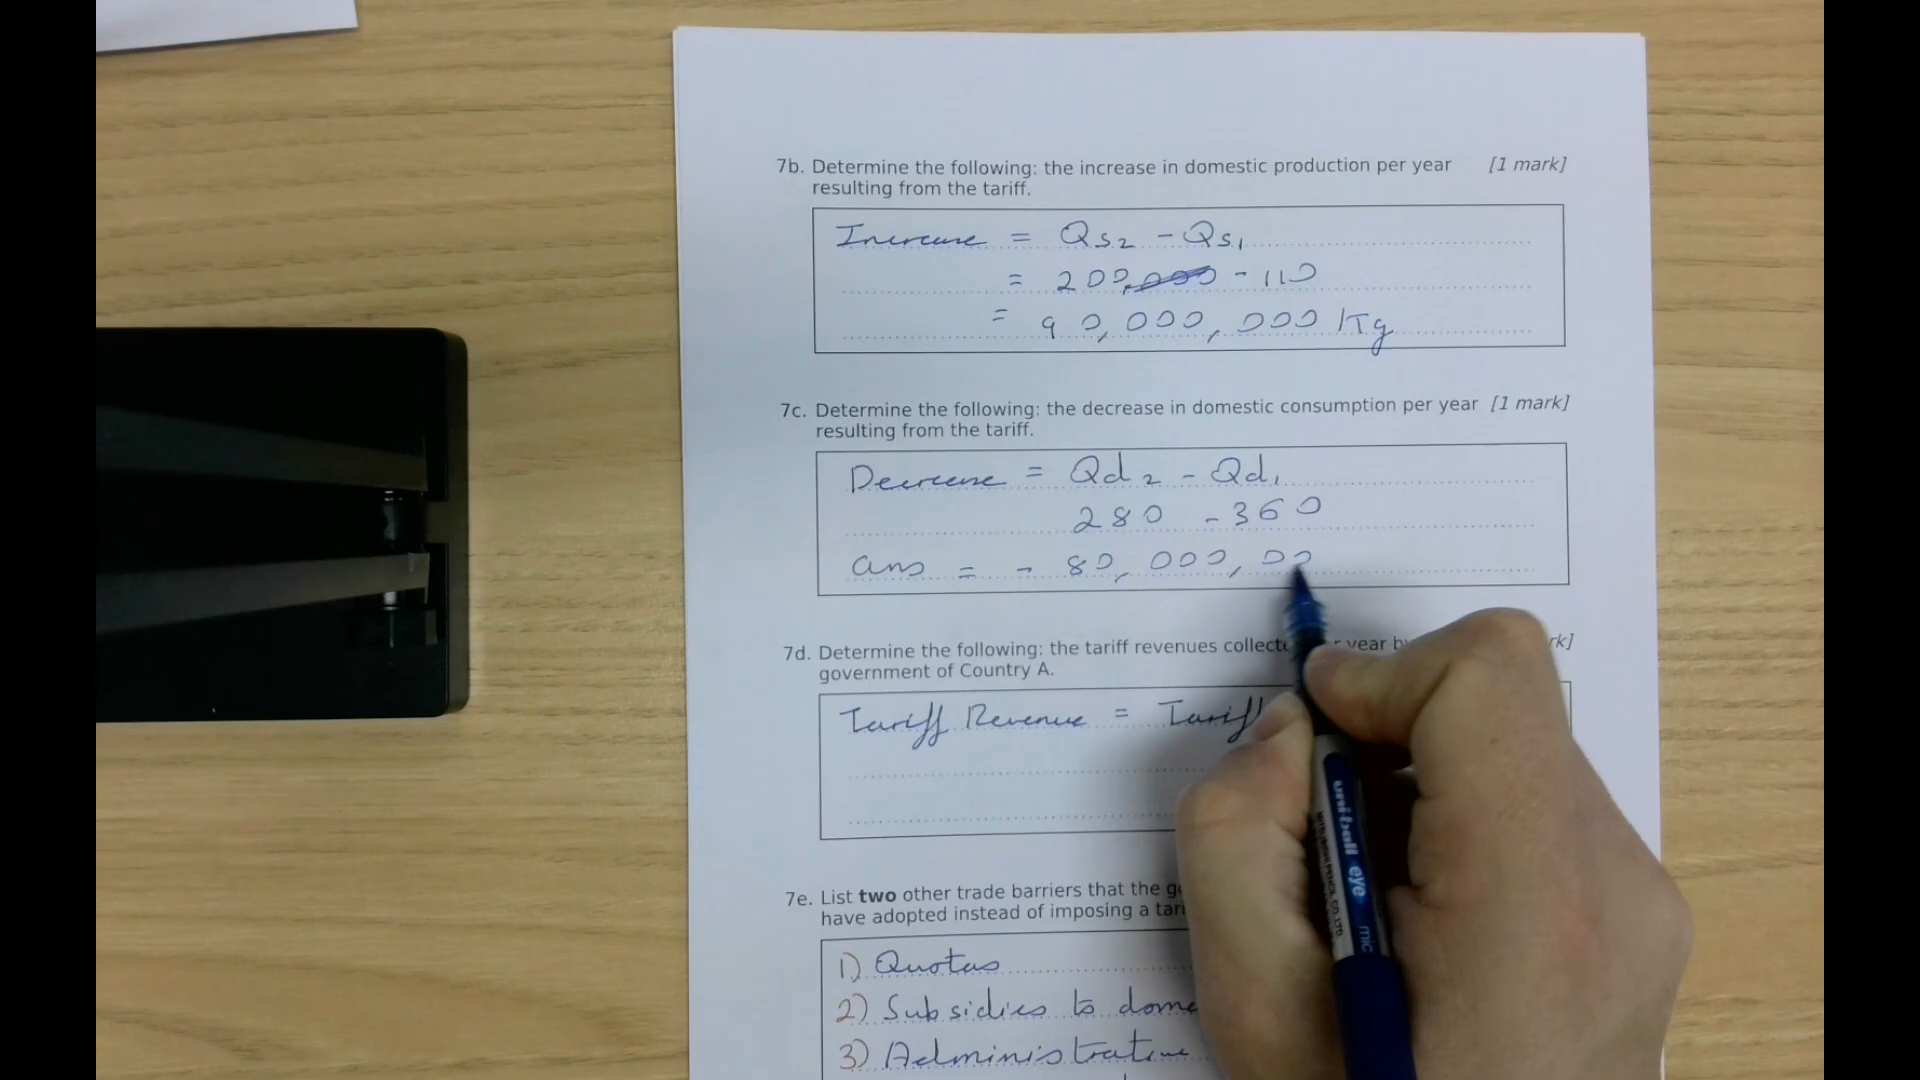 7b. Determine the following: the increase in domestic production per year [1 mark]
resulting from the tariff.
Increase = Qs2 - Qs1
= 200,000 - 110
= 90,000,000 Kg
7c. Determine the following: the decrease in domestic consumption per year [1 mark]
resulting from the tariff.
Decrease = Qd2 - Qd1
280 - 360
ans = - 80,000,00
7d. Determine the following: the tariff revenues year
government of Country A.
Tariff Revenue = Tariff
7e. List two other trade barriers that the
have adopted instead of imposing a
1) Quotas
2) Subsidies to
3) Administrative
uni-ball eye